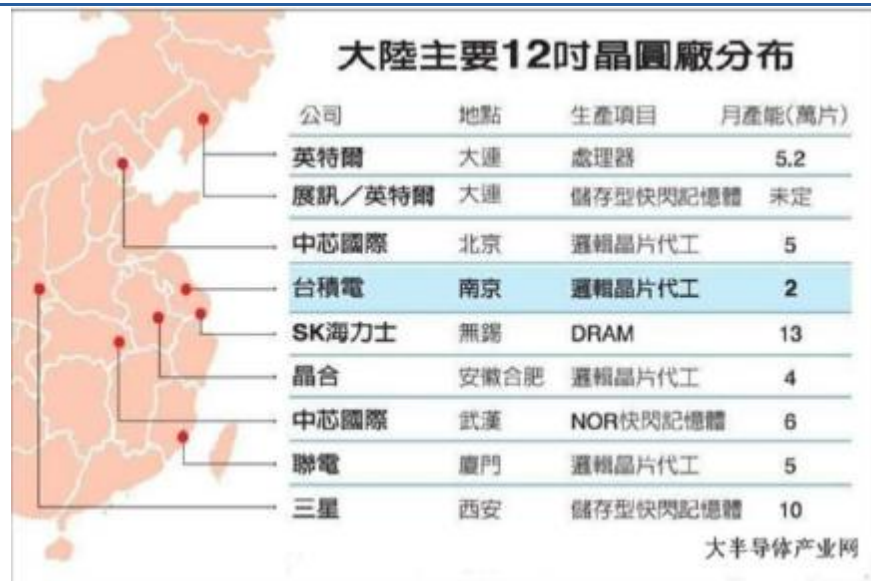 大陸主要12吋晶圓廠分布
公司 地點 生產項目 月產能(萬片)
英特爾 大連 處理器 5.2
展訊／英特爾 大連 儲存型快閃記憶體 未定
中芯國際 北京 邏輯晶片代工 5
台積電 南京 邏輯晶片代工 2
SK海力士 無錫 DRAM 13
晶合 安徽合肥 邏輯晶片代工 4
中芯國際 武漢 NOR快閃記憶體 6
聯電 廈門 邏輯晶片代工 5
三星 西安 儲存型快閃記憶體 10
大半导体产业网